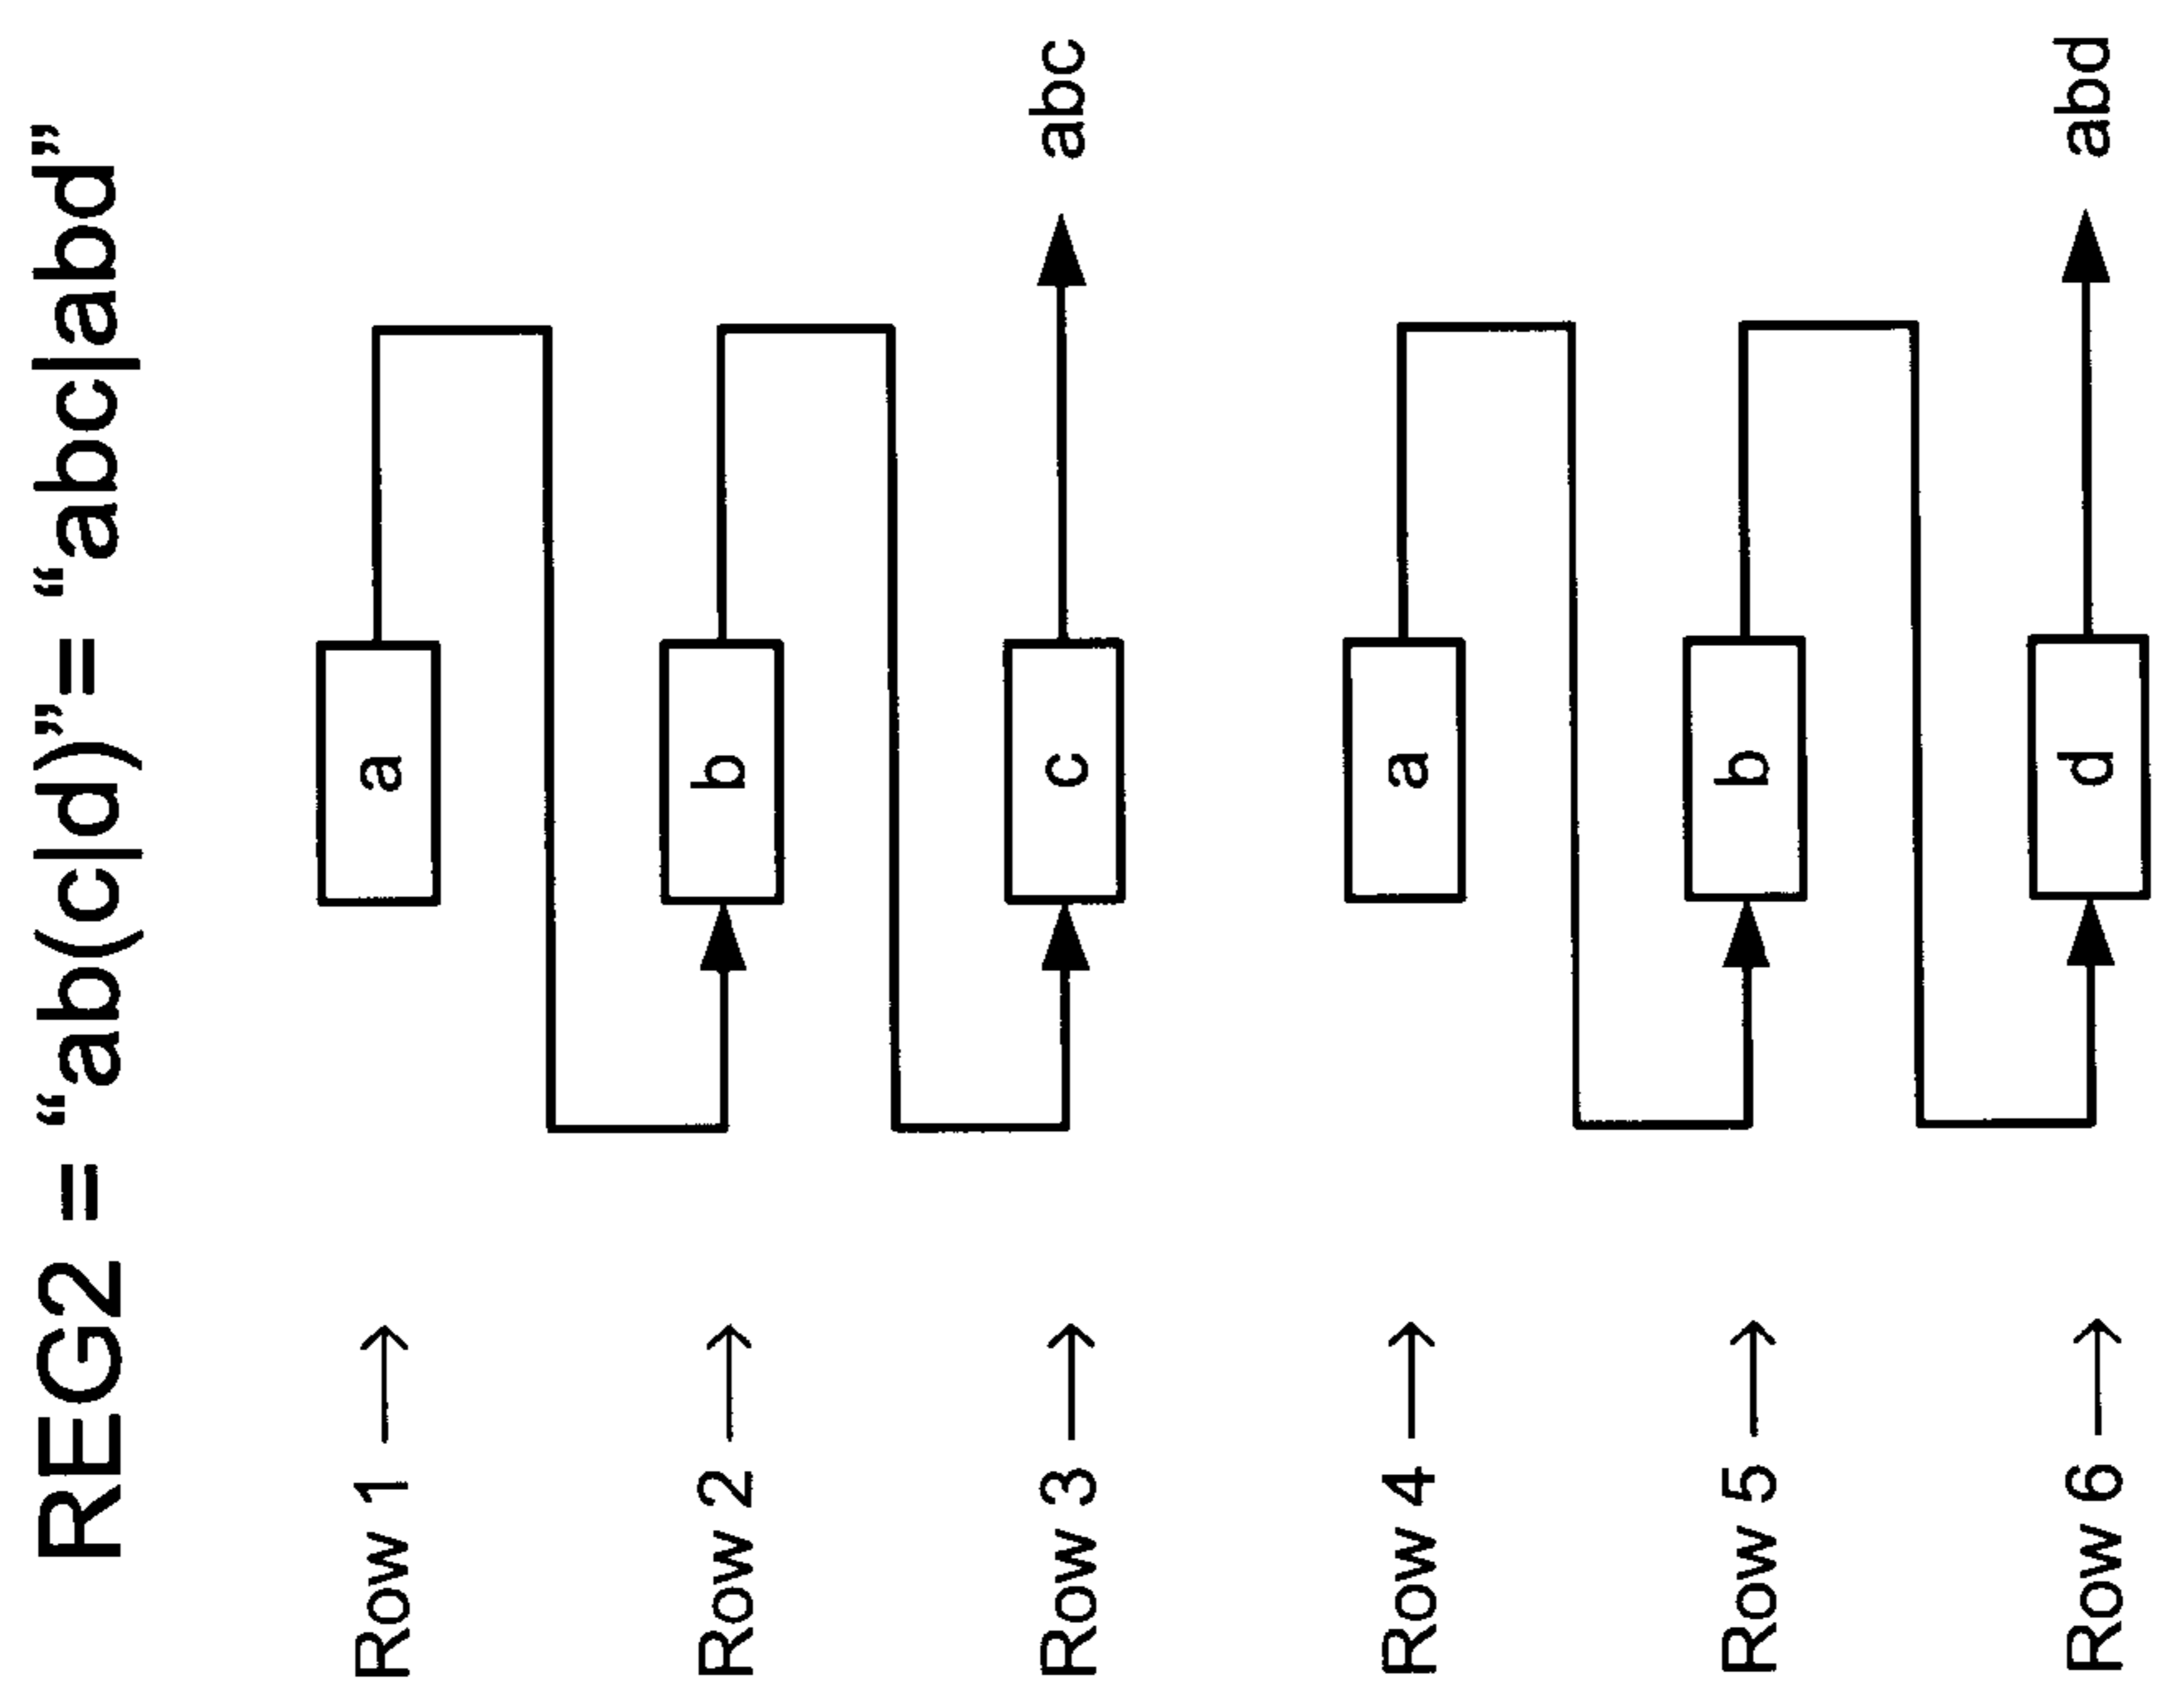 REG2 = “ab(c|d)”= “abc|abd”
Row 1 → a
Row 2 → b
Row 3 → c abc
Row 4 → a
Row 5 → b
Row 6 → d abd